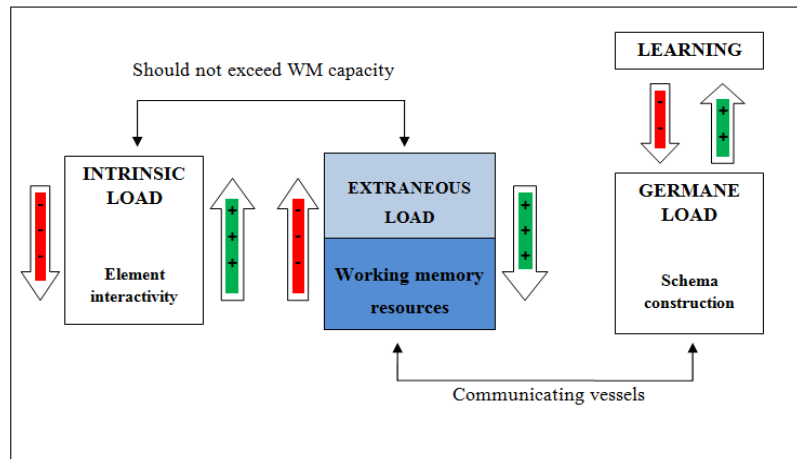 LEARNING
Should not exceed WM capacity
- -
+ +
INTRINSIC
LOAD
Element
interactivity
- - -
+ + +
- - -
EXTRANEOUS
LOAD
Working memory
resources
+ + +
GERMANE
LOAD
Schema
construction
Communicating vessels